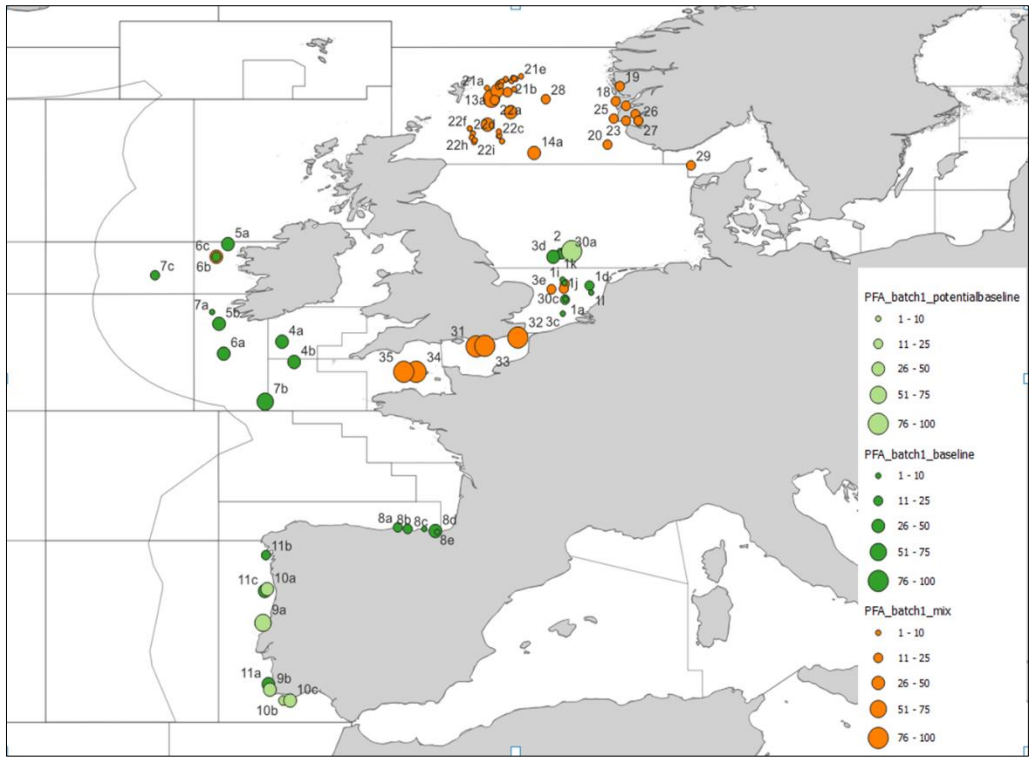 21e
21a
19
21b
28
13a
18
22a
25
26
22f
22d
22c
23
27
22h
22i
20
14a
29
5a
2
30a
6c
3d
1k
6b
7c
1i
1d
3e
1j
7a
30c
1l
5b
1a
3c
4a
31
32
6a
4b
35
34
33
7b
PFA_batch1_potentialbaseline
1 - 10
11 - 25
26 - 50
51 - 75
76 - 100
PFA_batch1_baseline
1 - 10
11 - 25
26 - 50
51 - 75
76 - 100
PFA_batch1_mix
1 - 10
11 - 25
26 - 50
51 - 75
76 - 100
8a
8b
8c
8d
8e
11b
11c
10a
9a
11a
9b
10c
10b